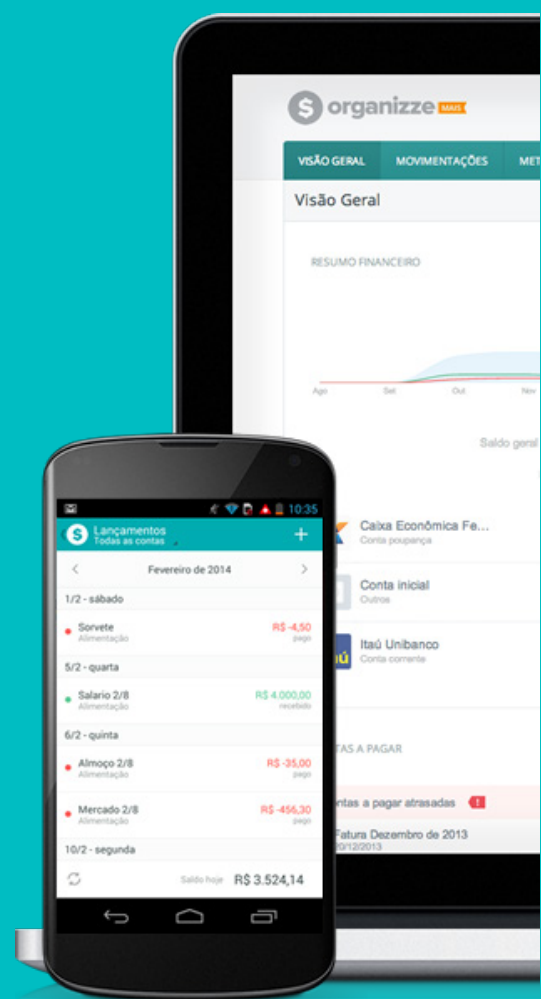 organizze MAIS
VISÃO GERAL MOVIMENTAÇÕES MET
Visão Geral
RESUMO FINANCEIRO
Ago Set Out Nov
Saldo geral
Caixa Econômica Fe...
Conta poupança
Conta inicial
Outros
Itaú Unibanco
Conta corrente
TAS A PAGAR
ntas a pagar atrasadas !
Fatura Dezembro de 2013
20/12/2013
10:35
Lançamentos
Todas as contas
+
< Fevereiro de 2014 >
1/2 - sábado
Sorvete R$ -4,50
Alimentação pago
5/2 - quarta
Salario 2/8 R$ 4.000,00
Alimentação recebido
6/2 - quinta
Almoço 2/8 R$ -35,00
Alimentação pago
Mercado 2/8 R$ -456,30
Alimentação pago
10/2 - segunda
Saldo hoje R$ 3.524,14